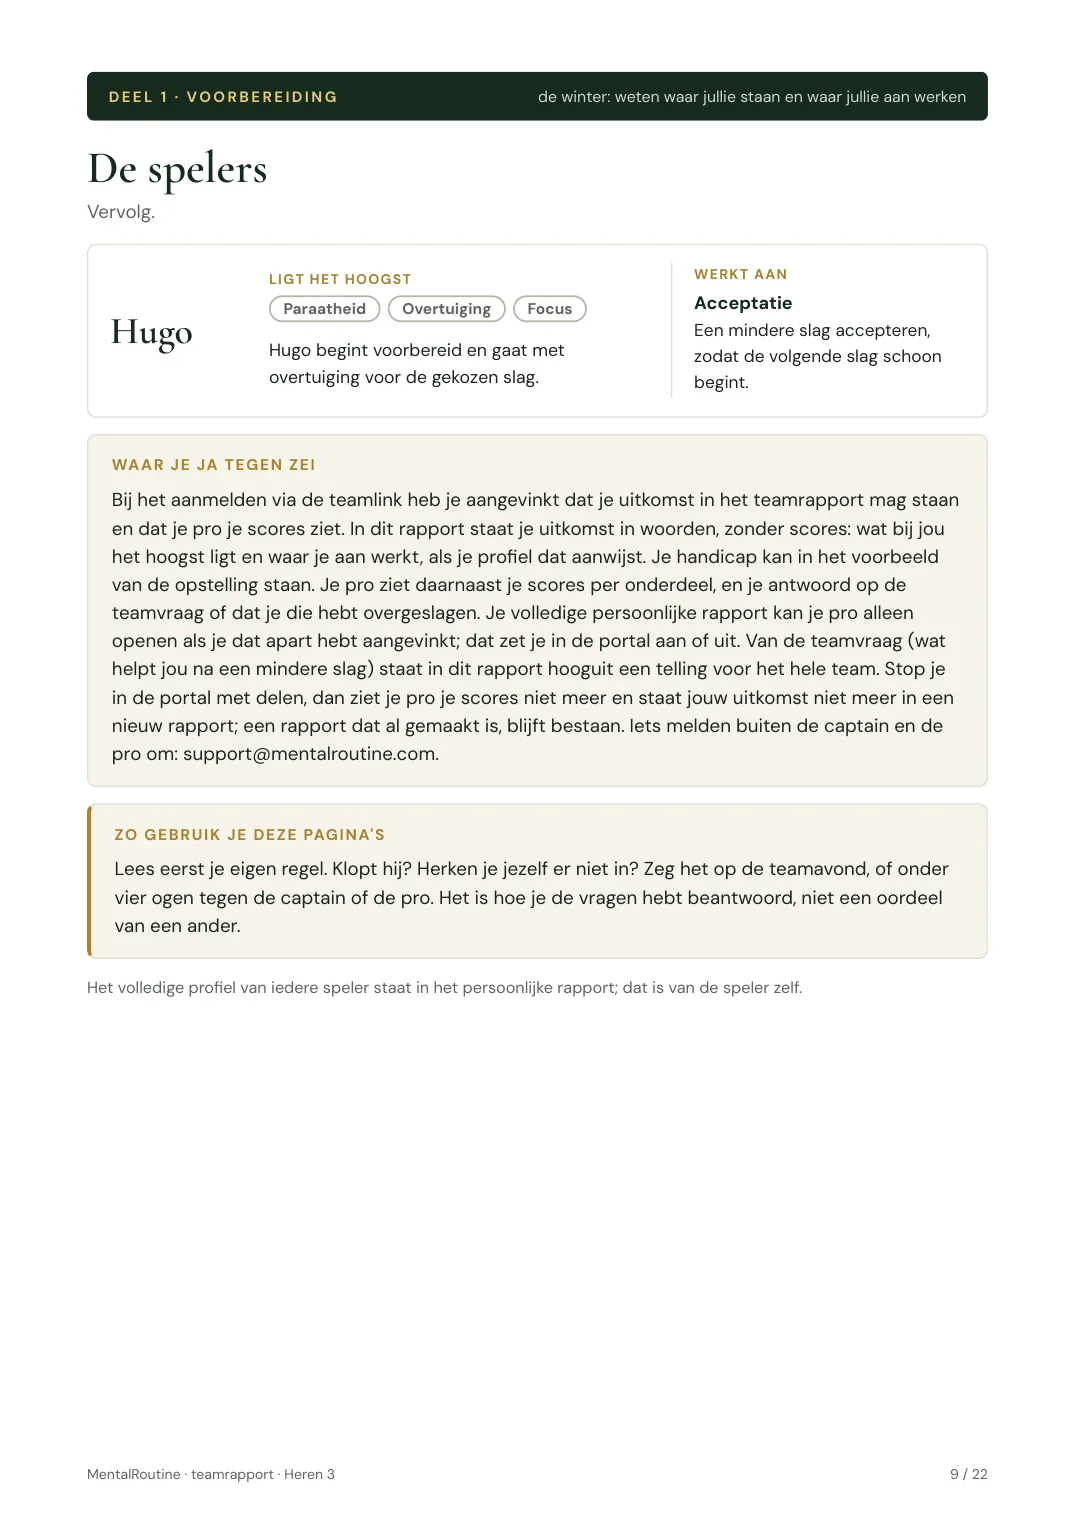 DEEL 1 · VOORBEREIDING
de winter: weten waar jullie staan en waar jullie aan werken
De spelers
Vervolg.
Hugo
LIGT HET HOOGST
Paraatheid Overtuiging Focus
Hugo begint voorbereid en gaat met
overtuiging voor de gekozen slag.
WERKT AAN
Acceptatie
Een mindere slag accepteren,
zodat de volgende slag schoon
begint.
WAAR JE JA TEGEN ZEI
Bij het aanmelden via de teamlink heb je aangevinkt dat je uitkomst in het teamrapport mag staan
en dat je pro je scores ziet. In dit rapport staat je uitkomst in woorden, zonder scores: wat bij jou
het hoogst ligt en waar je aan werkt, als je profiel dat aanwijst. Je handicap kan in het voorbeeld
van de opstelling staan. Je pro ziet daarnaast je scores per onderdeel, en je antwoord op de
teamvraag of dat je die hebt overgeslagen. Je volledige persoonlijke rapport kan je pro alleen
openen als je dat apart hebt aangevinkt; dat zet je in de portal aan of uit. Van de teamvraag (wat
helpt jou na een mindere slag) staat in dit rapport hooguit een telling voor het hele team. Stop je
in de portal met delen, dan ziet je pro je scores niet meer en staat jouw uitkomst niet meer in een
nieuw rapport; een rapport dat al gemaakt is, blijft bestaan. Iets melden buiten de captain en de
pro om: support@mentalroutine.com.
ZO GEBRUIK JE DEZE PAGINA'S
Lees eerst je eigen regel. Klopt hij? Herken je jezelf er niet in? Zeg het op de teamavond, of onder
vier ogen tegen de captain of de pro. Het is hoe je de vragen hebt beantwoord, niet een oordeel
van een ander.
Het volledige profiel van iedere speler staat in het persoonlijke rapport; dat is van de speler zelf.
MentalRoutine · teamrapport · Heren 3
9 / 22